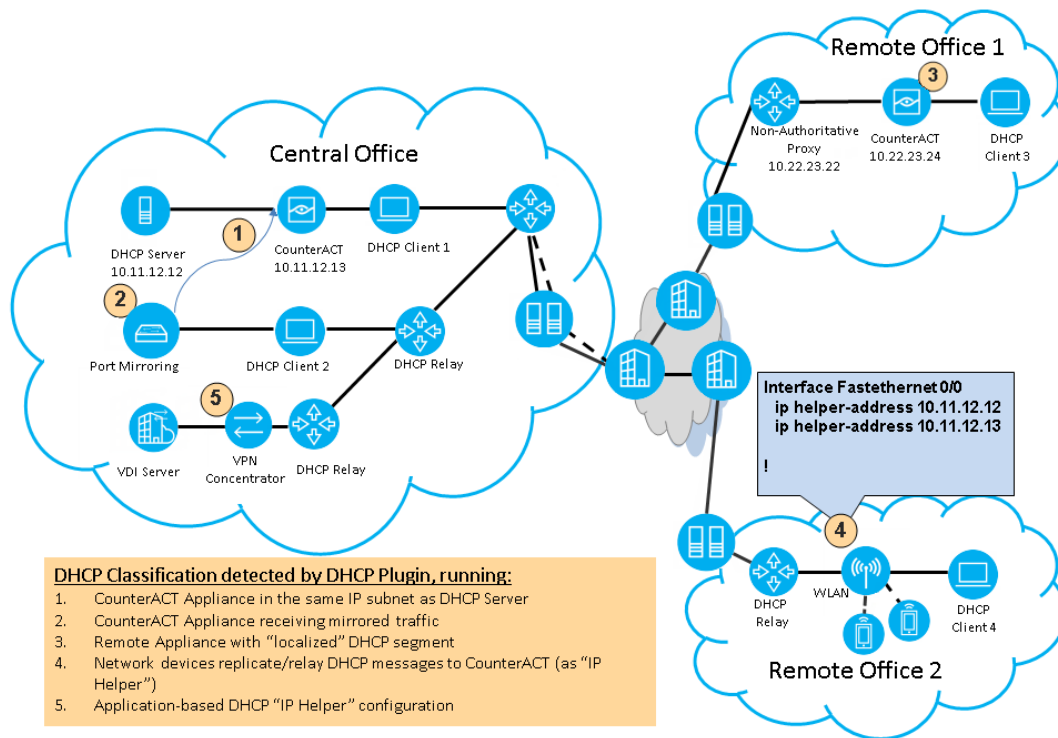 Remote Office 1
3
Non-Authoritative
Proxy
10.22.23.22
CounterACT
10.22.23.24
DHCP
Client 3
Central Office
DHCP Server
10.11.12.12
1
CounterACT
10.11.12.13
DHCP Client 1
2
Port Mirroring
DHCP Client 2
DHCP Relay
5
VDI Server
VPN
Concentrator
DHCP Relay
Interface Fastethernet 0/0
ip helper-address 10.11.12.12
ip helper-address 10.11.12.13
!
4
DHCP
Relay
WLAN
DHCP
Client 4
Remote Office 2
DHCP Classification detected by DHCP Plugin, running:
1. CounterACT Appliance in the same IP subnet as DHCP Server
2. CounterACT Appliance receiving mirrored traffic
3. Remote Appliance with “localized” DHCP segment
4. Network devices replicate/relay DHCP messages to CounterACT (as “IP
Helper”)
5. Application-based DHCP “IP Helper” configuration